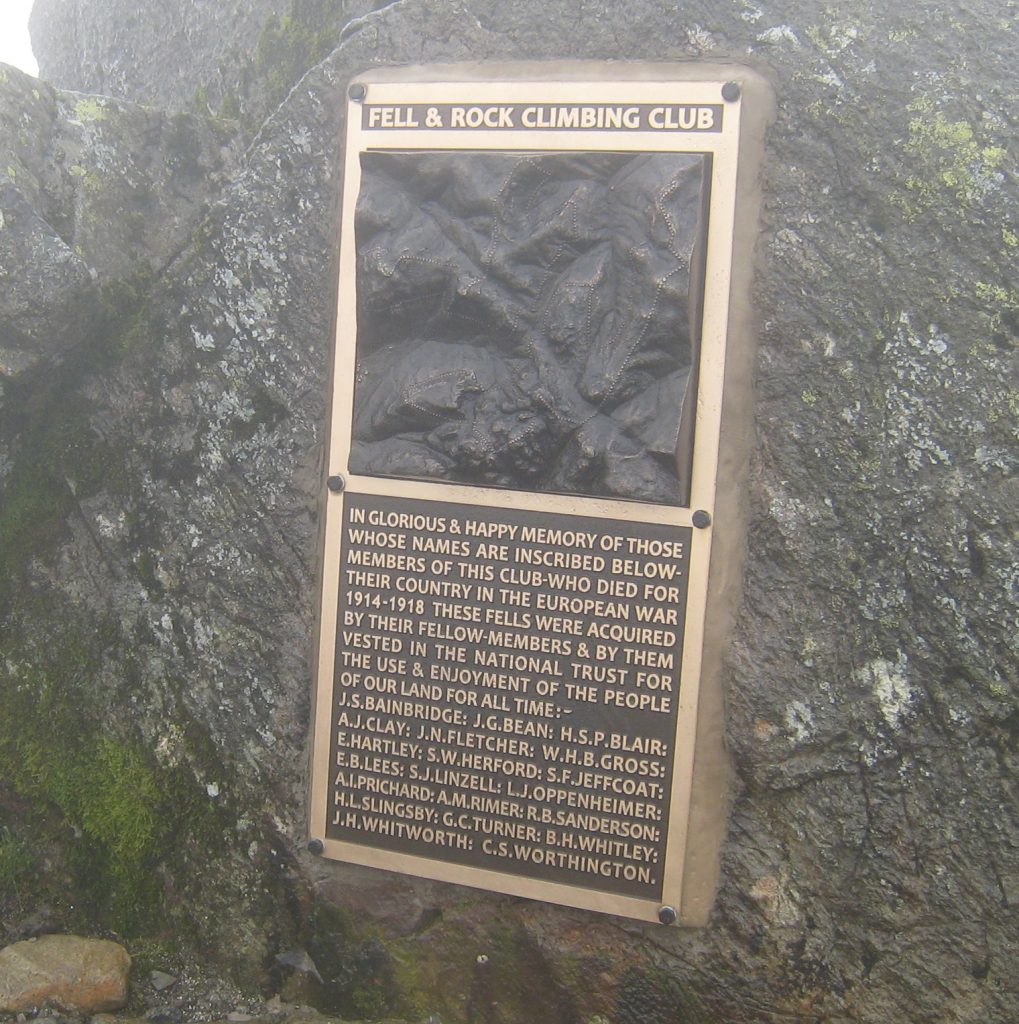 FELL & ROCK CLIMBING CLUB
IN GLORIOUS & HAPPY MEMORY OF THOSE
WHOSE NAMES ARE INSCRIBED BELOW-
MEMBERS OF THIS CLUB-WHO DIED FOR
THEIR COUNTRY IN THE EUROPEAN WAR
1914-1918 THESE FELLS WERE ACQUIRED
BY THEIR FELLOW-MEMBERS & BY THEM
VESTED IN THE NATIONAL TRUST FOR
THE USE & ENJOYMENT OF THE PEOPLE
OF OUR LAND FOR ALL TIME:-
J.S.BAINBRIDGE: J.G.BEAN: H.S.P.BLAIR:
A.J.CLAY: J.N.FLETCHER: W.H.B.GROSS:
E.HARTLEY: S.W.HERFORD: S.F.JEFFCOAT:
E.B.LEES: S.J.LINZELL: L.J.OPPENHEIMER:
A.I.PRICHARD: A.M.RIMER: R.B.SANDERSON:
H.L.SLINGSBY: G.C.TURNER: B.H.WHITLEY:
J.H.WHITWORTH: C.S.WORTHINGTON.